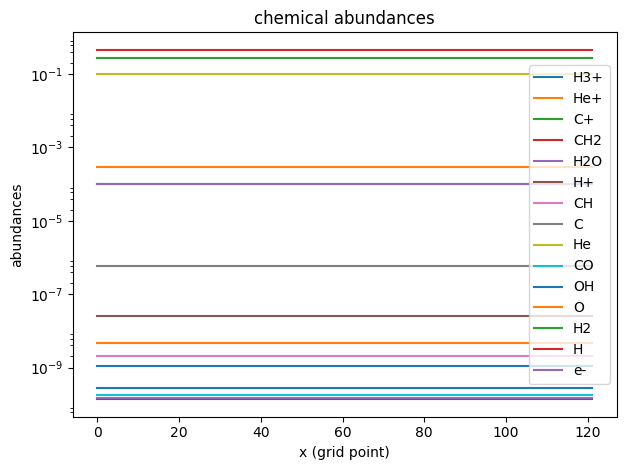 chemical abundances
abundances
10⁻¹
10⁻³
10⁻⁵
10⁻⁷
10⁻⁹
H3+
He+
C+
CH2
H2O
H+
CH
C
He
CO
OH
O
H2
H
e-
0
20
40
60
80
100
120
x (grid point)